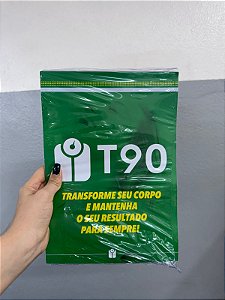 T90
TRANSFORME SEU CORPO
E MANTENHA
O SEU RESULTADO
PARA SEMPRE!